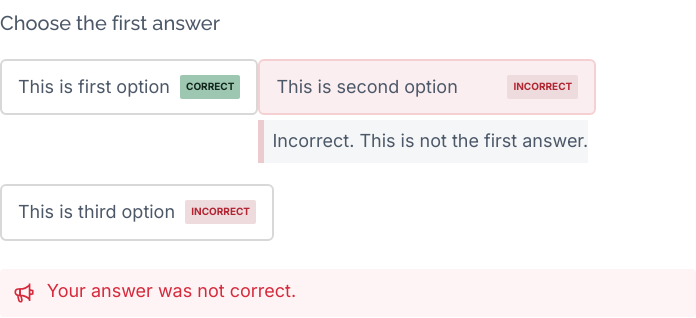 Choose the first answer
This is first option CORRECT
This is second option INCORRECT
Incorrect. This is not the first answer.
This is third option INCORRECT
Your answer was not correct.